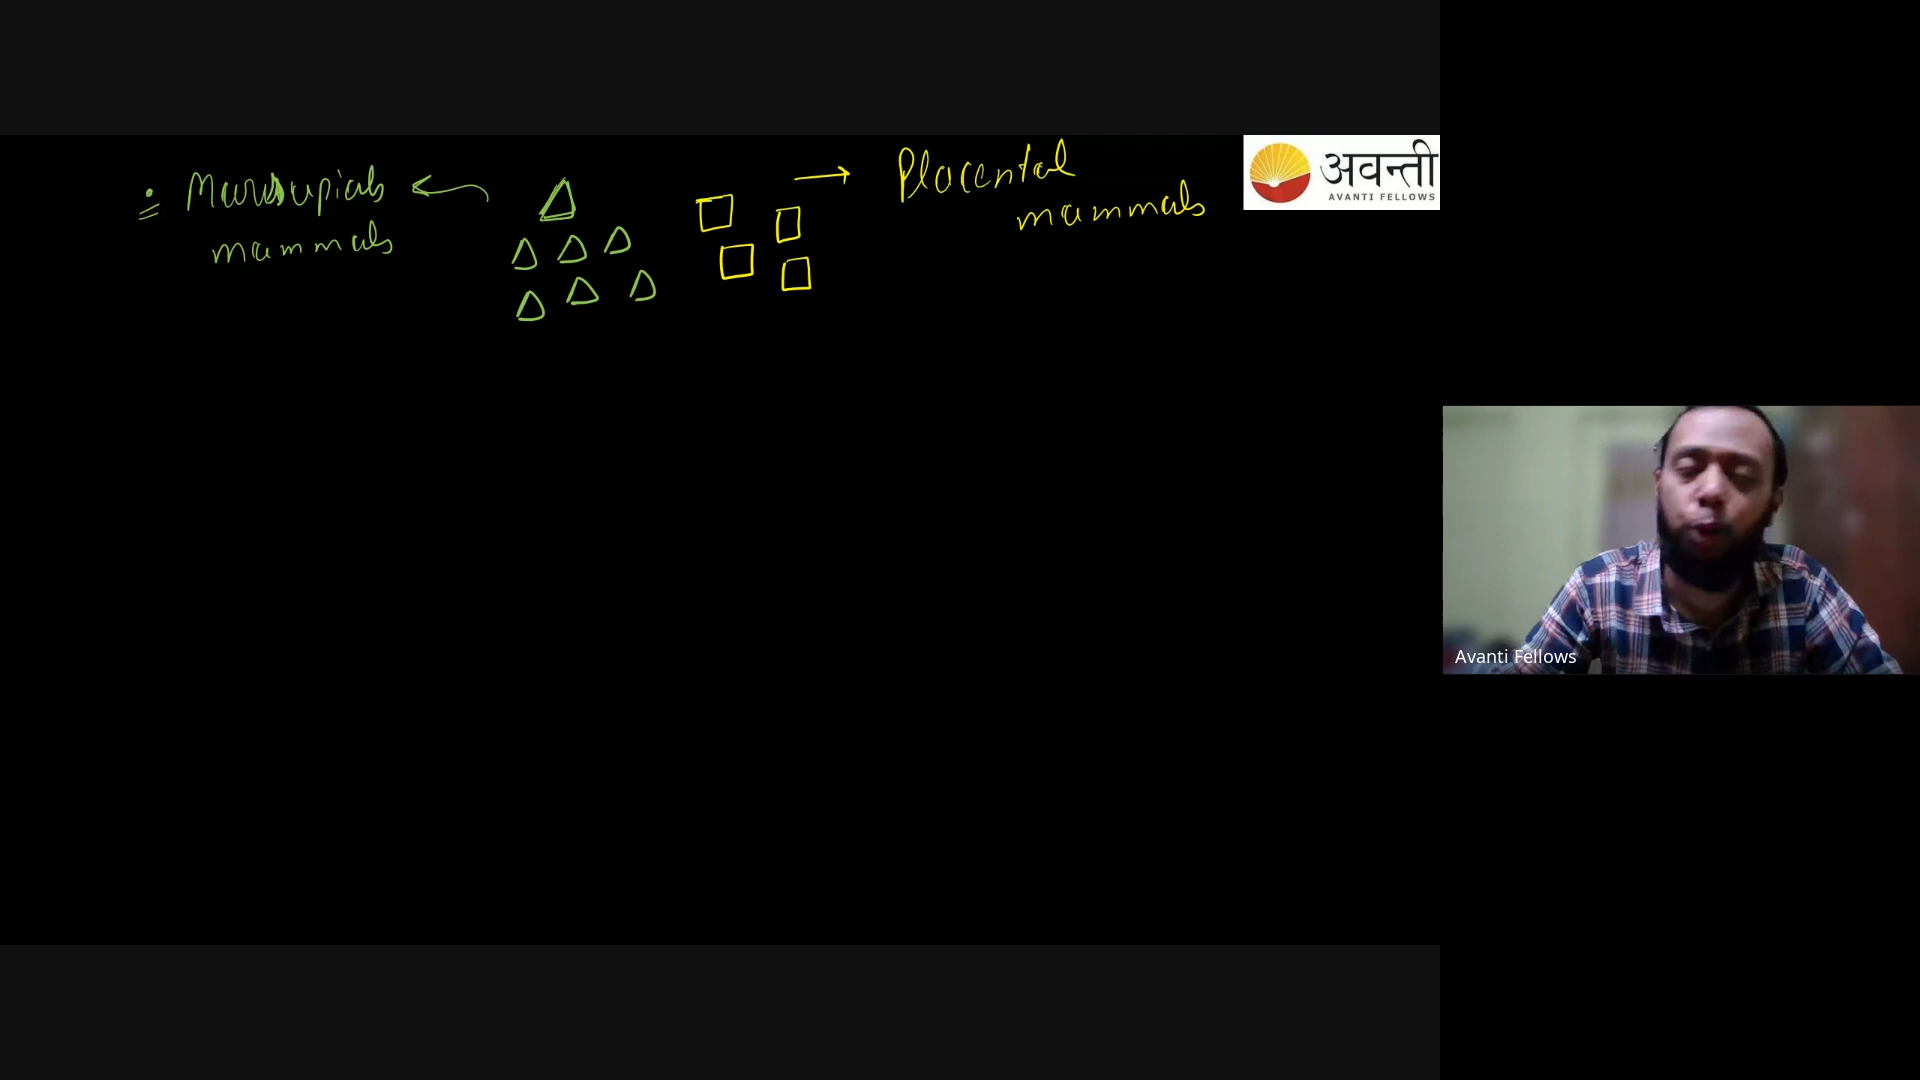 Marsupials
mammals
Placental
mammals
अवन्ती
AVANTI FELLOWS
Avanti Fellows